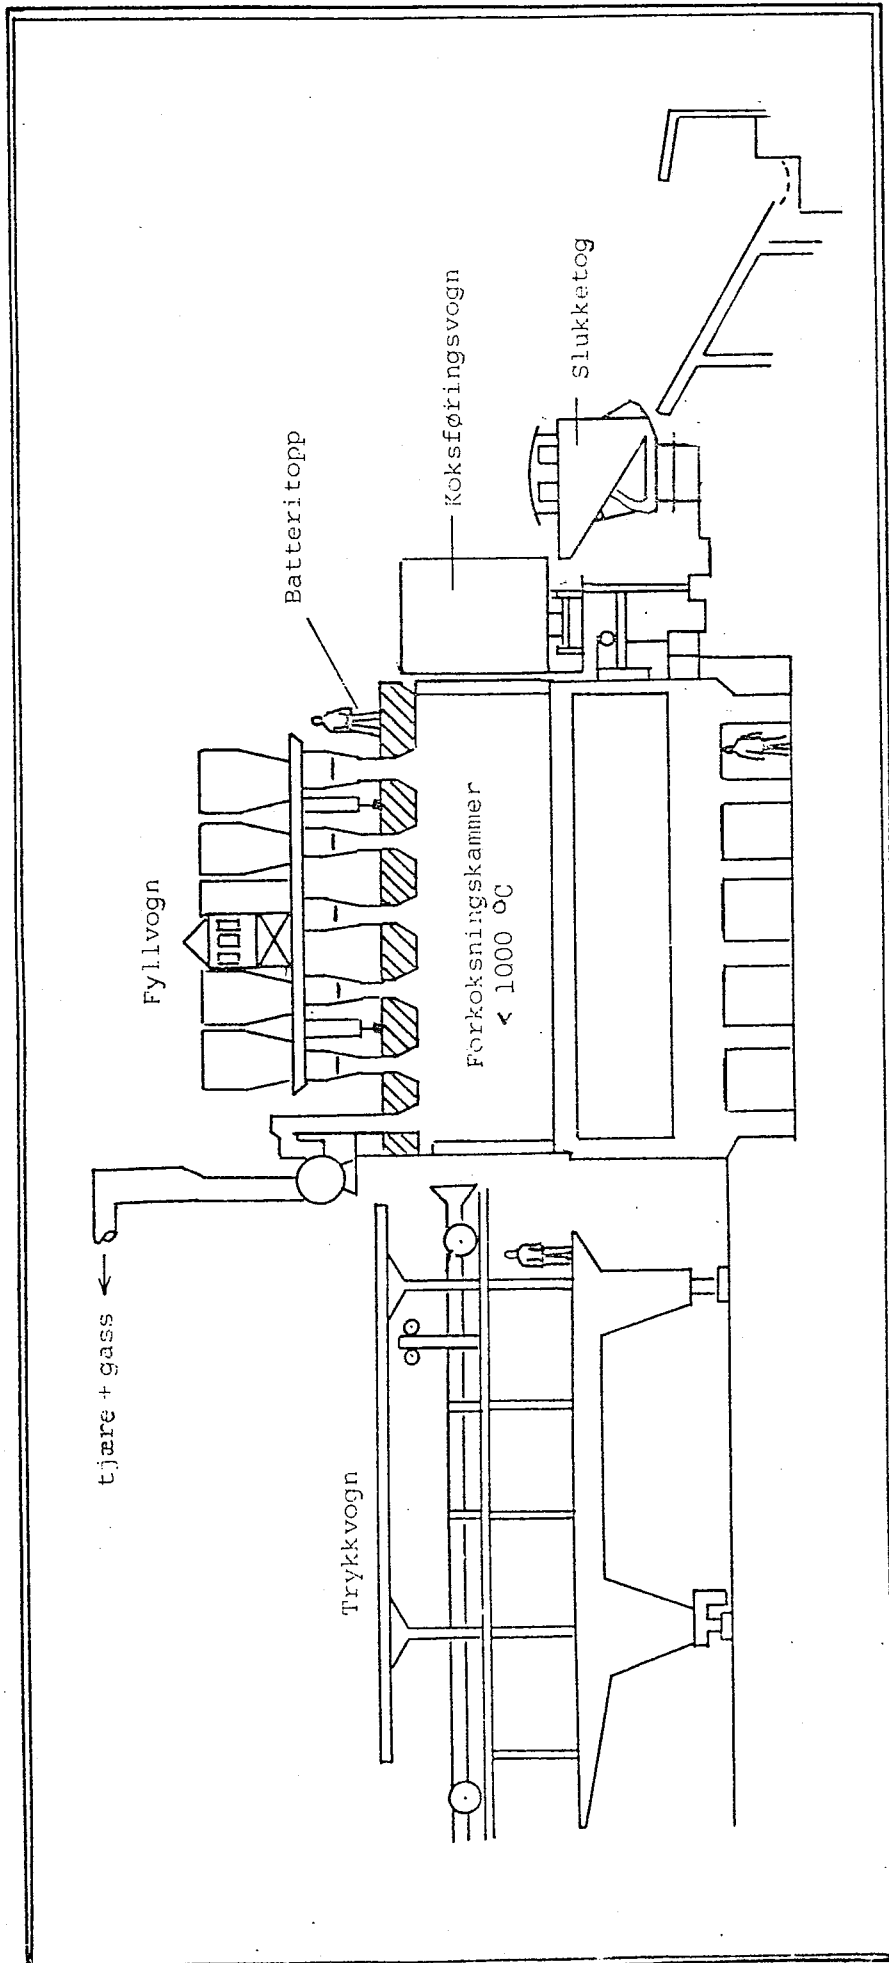 tjære + gass
Fyllvogn
Batteritopp
Koksføringsvogn
Slukketog
Trykkvogn
Forkoksningskammer
< 1000 °C